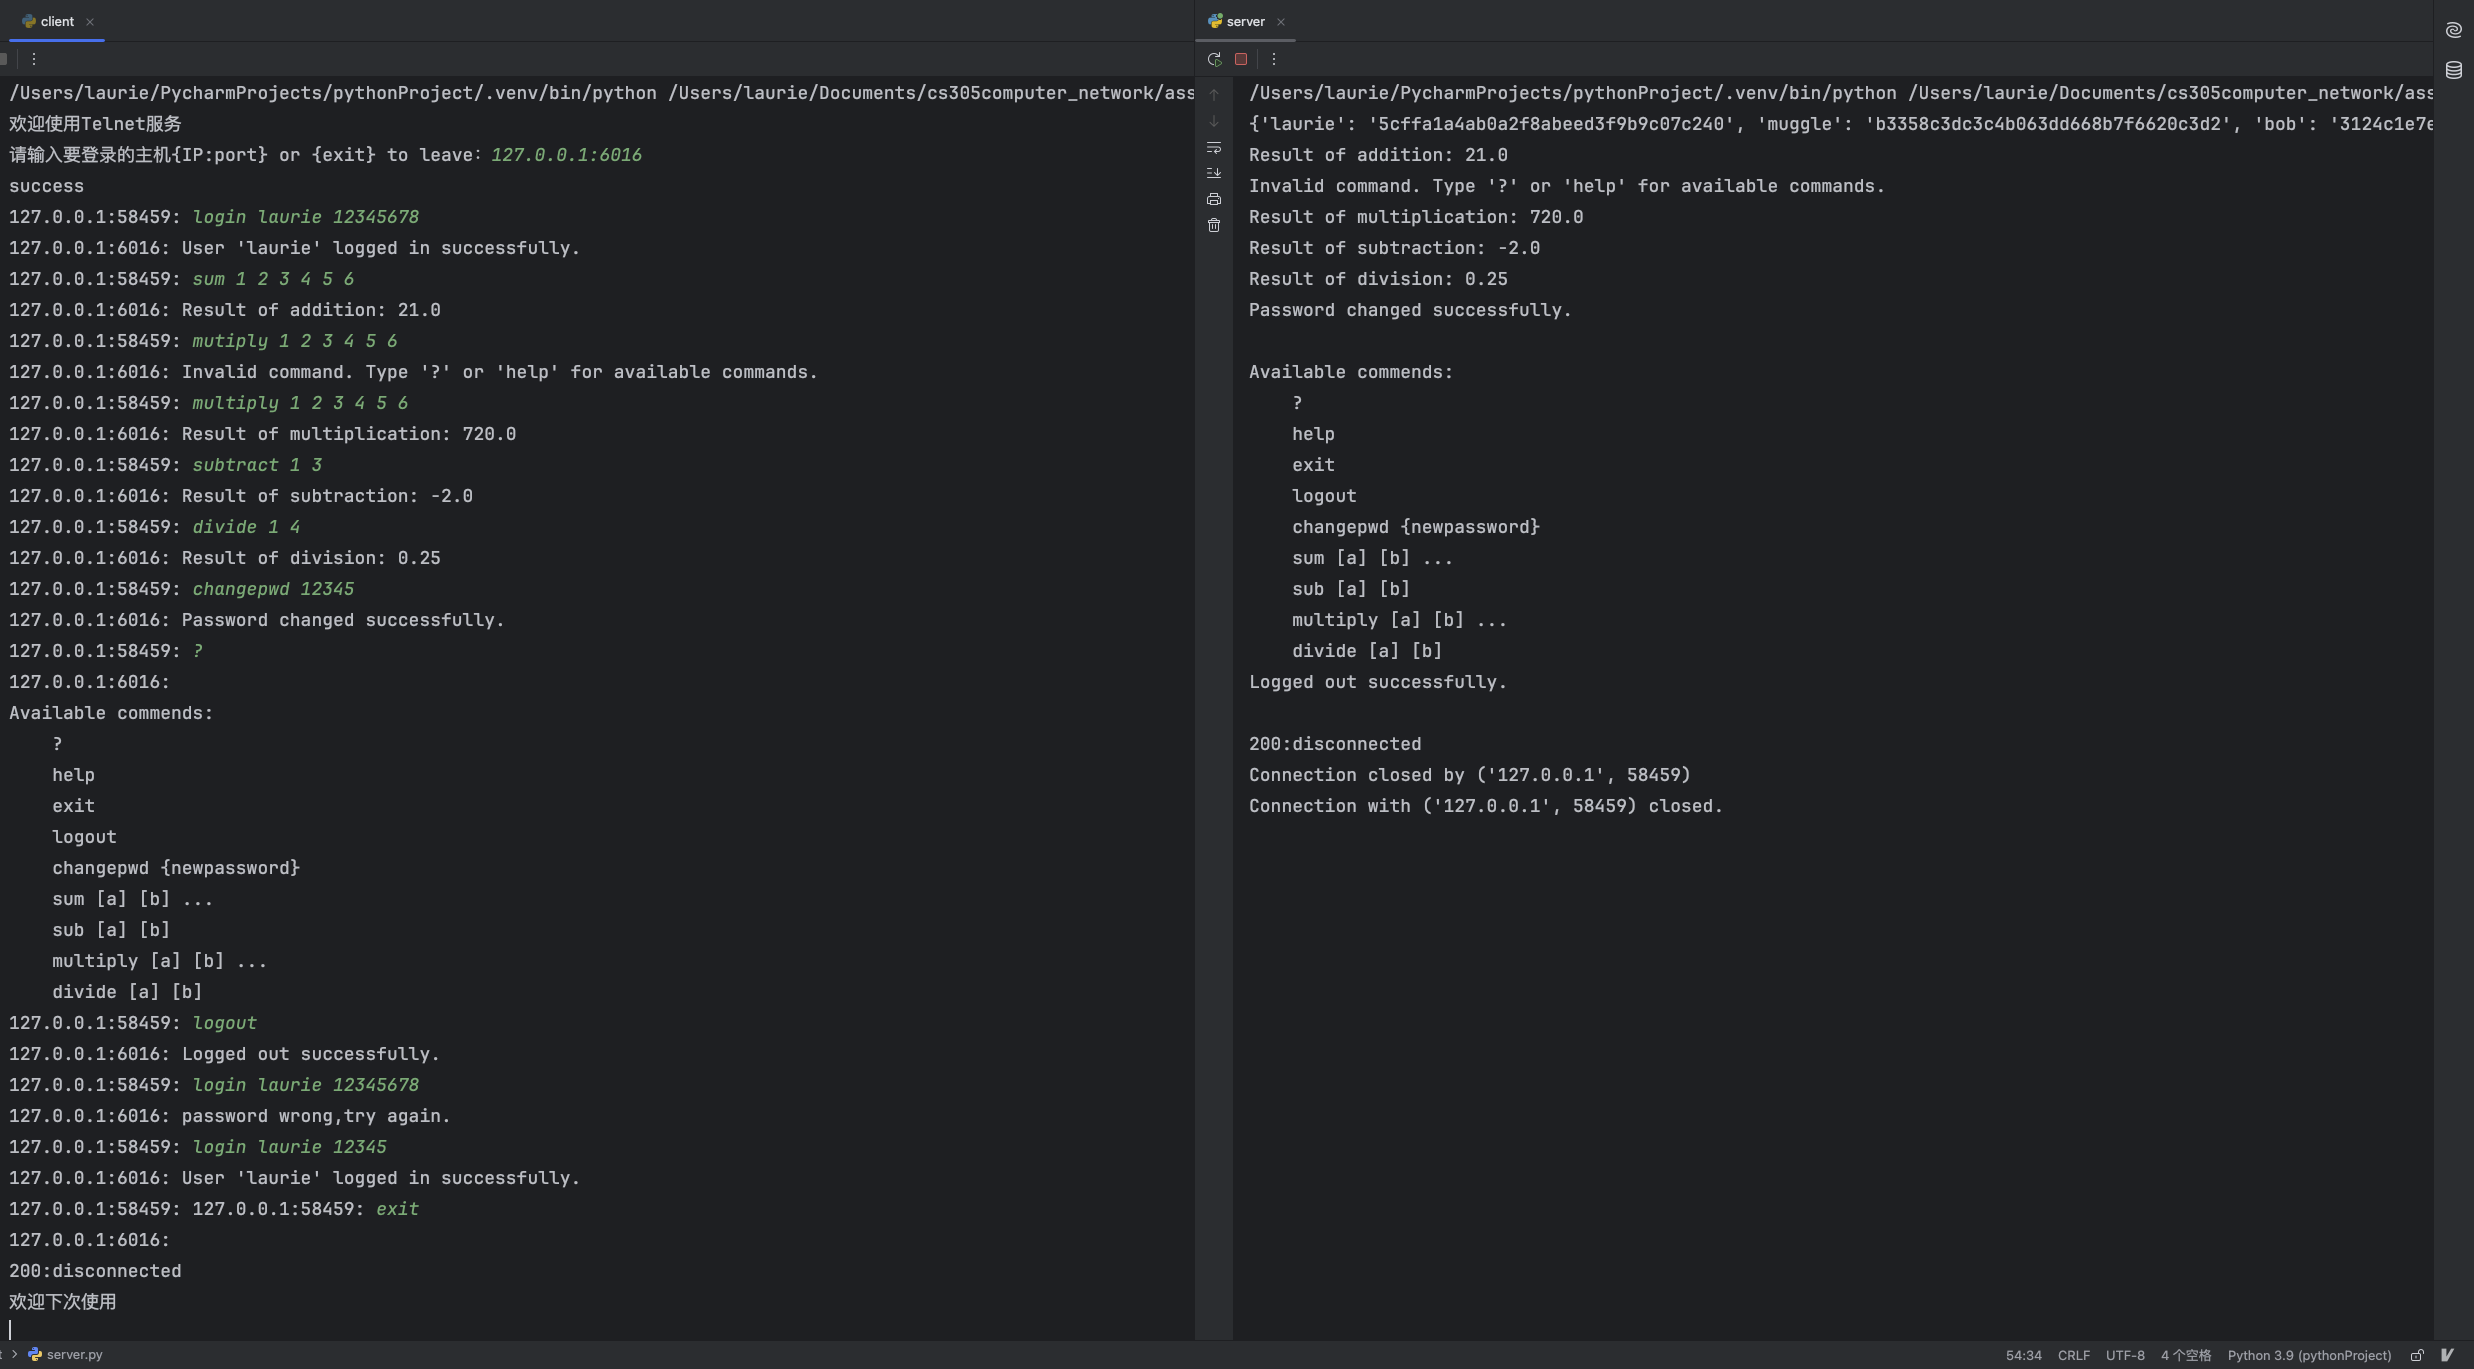 client
/Users/laurie/PycharmProjects/pythonProject/.venv/bin/python /Users/laurie/Documents/cs305computer_network/ass
欢迎使用Telnet服务
请输入要登录的主机{IP:port} or {exit} to leave: 127.0.0.1:6016
success
127.0.0.1:58459: login laurie 12345678
127.0.0.1:6016: User 'laurie' logged in successfully.
127.0.0.1:58459: sum 1 2 3 4 5 6
127.0.0.1:6016: Result of addition: 21.0
127.0.0.1:58459: mutiply 1 2 3 4 5 6
127.0.0.1:6016: Invalid command. Type '?' or 'help' for available commands.
127.0.0.1:58459: multiply 1 2 3 4 5 6
127.0.0.1:6016: Result of multiplication: 720.0
127.0.0.1:58459: subtract 1 3
127.0.0.1:6016: Result of subtraction: -2.0
127.0.0.1:58459: divide 1 4
127.0.0.1:6016: Result of division: 0.25
127.0.0.1:58459: changepwd 12345
127.0.0.1:6016: Password changed successfully.
127.0.0.1:58459: ?
127.0.0.1:6016:
Available commends:
?
help
exit
logout
changepwd {newpassword}
sum [a] [b] ...
sub [a] [b]
multiply [a] [b] ...
divide [a] [b]
127.0.0.1:58459: logout
127.0.0.1:6016: Logged out successfully.
127.0.0.1:58459: login laurie 12345678
127.0.0.1:6016: password wrong,try again.
127.0.0.1:58459: login laurie 12345
127.0.0.1:6016: User 'laurie' logged in successfully.
127.0.0.1:58459: 127.0.0.1:58459: exit
127.0.0.1:6016:
200:disconnected
欢迎下次使用
server
/Users/laurie/PycharmProjects/pythonProject/.venv/bin/python /Users/laurie/Documents/cs305computer_network/ass
{'laurie': '5cffa1a4ab0a2f8abeed3f9b9c07c240', 'muggle': 'b3358c3dc3c4b063dd668b7f6620c3d2', 'bob': '3124c1e7e
Result of addition: 21.0
Invalid command. Type '?' or 'help' for available commands.
Result of multiplication: 720.0
Result of subtraction: -2.0
Result of division: 0.25
Password changed successfully.
Available commends:
?
help
exit
logout
changepwd {newpassword}
sum [a] [b] ...
sub [a] [b]
multiply [a] [b] ...
divide [a] [b]
Logged out successfully.
200:disconnected
Connection closed by ('127.0.0.1', 58459)
Connection with ('127.0.0.1', 58459) closed.
server.py
54:34 CRLF UTF-8 4 个空格 Python 3.9 (pythonProject)